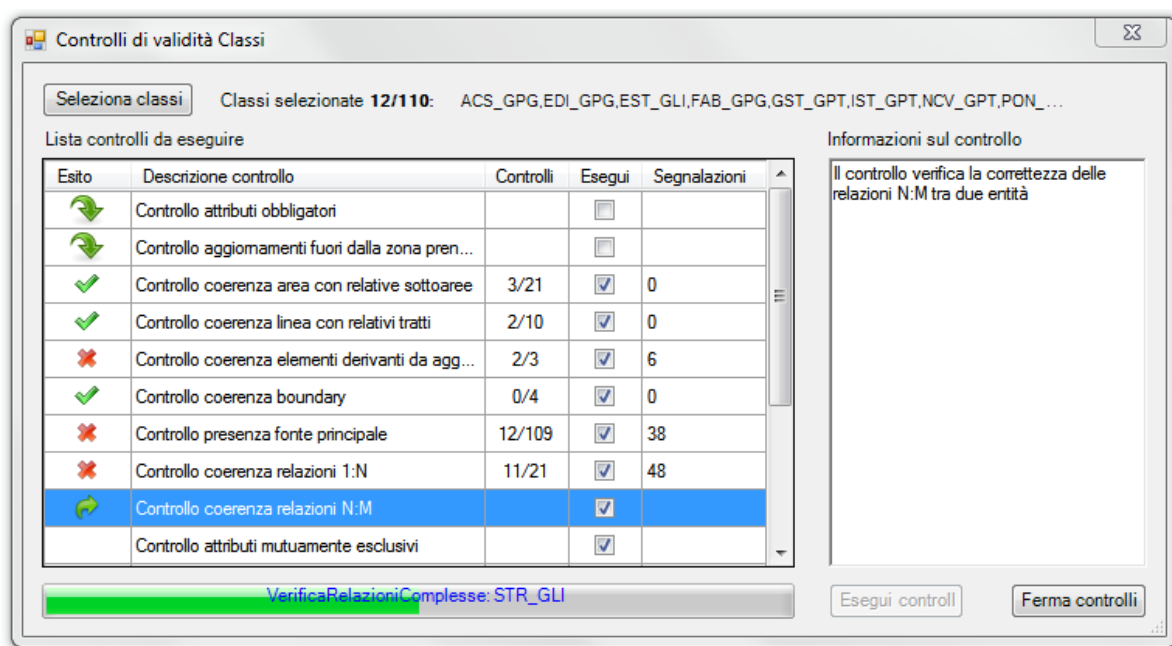 Controlli di validità Classi
Seleziona classi Classi selezionate 12/110: ACS_GPG,EDI_GPG,EST_GLI,FAB_GPG,GST_GPT,IST_GPT,NCV_GPT,PON_...
Lista controlli da eseguire Informazioni sul controllo
Esito Descrizione controllo Controlli Esegui Segnalazioni
Il controllo verifica la correttezza delle
relazioni N:M tra due entità
Controllo attributi obbligatori
Controllo aggiornamenti fuori dalla zona pren...
Controllo coerenza area con relative sottoaree 3/21 0
Controllo coerenza linea con relativi tratti 2/10 0
Controllo coerenza elementi derivanti da agg... 2/3 6
Controllo coerenza boundary 0/4 0
Controllo presenza fonte principale 12/109 38
Controllo coerenza relazioni 1:N 11/21 48
Controllo coerenza relazioni N:M
Controllo attributi mutuamente esclusivi
VerificaRelazioniComplesse: STR_GLI
Esegui controll Ferma controlli